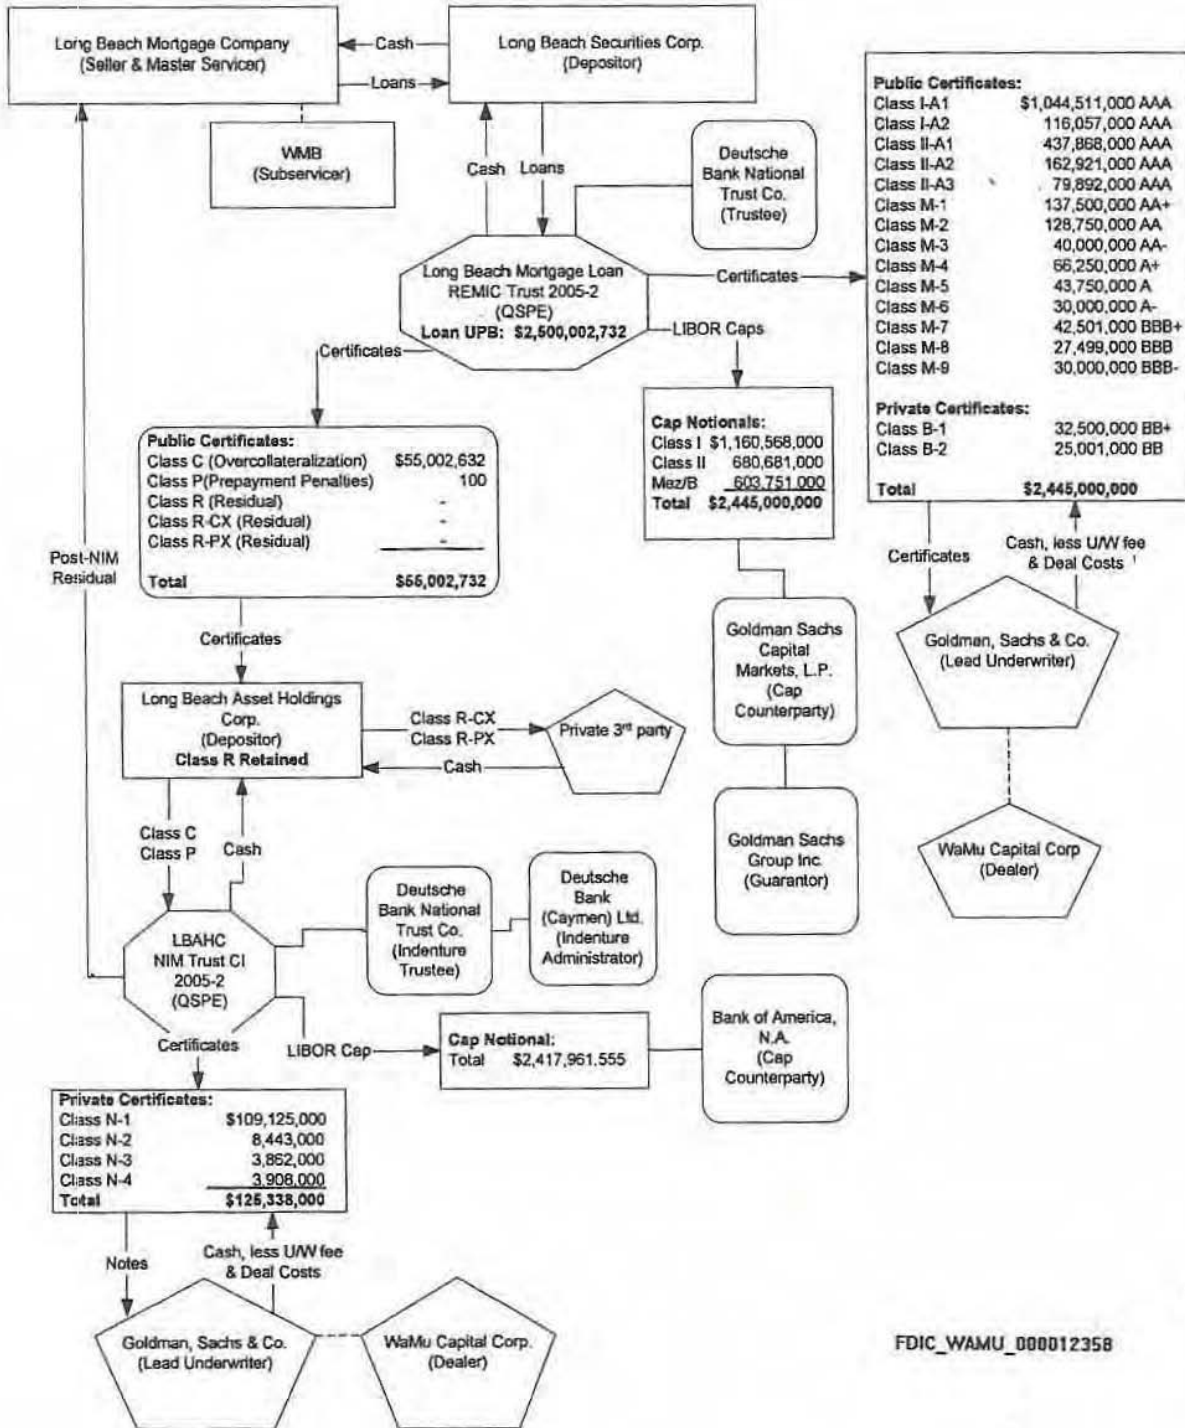 Long Beach Mortgage Company
(Seller & Master Servicer)
Cash
Loans
Long Beach Securities Corp.
(Depositor)
WMB
(Subservicer)
Cash
Loans
Deutsche
Bank National
Trust Co.
(Trustee)
Long Beach Mortgage Loan
REMIC Trust 2005-2
(QSPE)
Loan UPB: $2,500,002,732
Certificates
LIBOR Caps
Certificates
Public Certificates:
Class I-A1 $1,044,511,000 AAA
Class I-A2 116,057,000 AAA
Class II-A1 437,868,000 AAA
Class II-A2 162,921,000 AAA
Class II-A3 79,892,000 AAA
Class M-1 137,500,000 AA+
Class M-2 128,750,000 AA
Class M-3 40,000,000 AA-
Class M-4 66,250,000 A+
Class M-5 43,750,000 A
Class M-6 30,000,000 A-
Class M-7 42,501,000 BBB+
Class M-8 27,499,000 BBB
Class M-9 30,000,000 BBB-
Private Certificates:
Class B-1 32,500,000 BB+
Class B-2 25,001,000 BB
Total $2,445,000,000
Public Certificates:
Class C (Overcollateralization) $55,002,632
Class P(Prepayment Penalties) 100
Class R (Residual) -
Class R-CX (Residual) -
Class R-PX (Residual) -
Total $55,002,732
Cap Notionals:
Class I $1,160,568,000
Class II 680,681,000
Mez/B 603,751,000
Total $2,445,000,000
Certificates
Cash, less U/W fee
& Deal Costs
Goldman, Sachs & Co.
(Lead Underwriter)
WaMu Capital Corp
(Dealer)
Post-NIM
Residual
Certificates
Goldman Sachs
Capital
Markets, L.P.
(Cap
Counterparty)
Goldman Sachs
Group Inc
(Guarantor)
Long Beach Asset Holdings
Corp.
(Depositor)
Class R Retained
Class R-CX
Class R-PX
Cash
Private 3rd party
Class C
Class P
Cash
LBAHC
NIM Trust CI
2005-2
(QSPE)
Deutsche
Bank National
Trust Co.
(Indenture
Trustee)
Deutsche
Bank
(Caymen) Ltd.
(Indenture
Administrator)
Certificates
LIBOR Cap
Cap Notional:
Total $2,417,961,555
Bank of America,
N.A.
(Cap
Counterparty)
Private Certificates:
Class N-1 $109,125,000
Class N-2 8,443,000
Class N-3 3,862,000
Class N-4 3,908,000
Total $125,338,000
Notes
Cash, less U/W fee
& Deal Costs
Goldman, Sachs & Co.
(Lead Underwriter)
WaMu Capital Corp.
(Dealer)
FDIC_WAMU_000012358